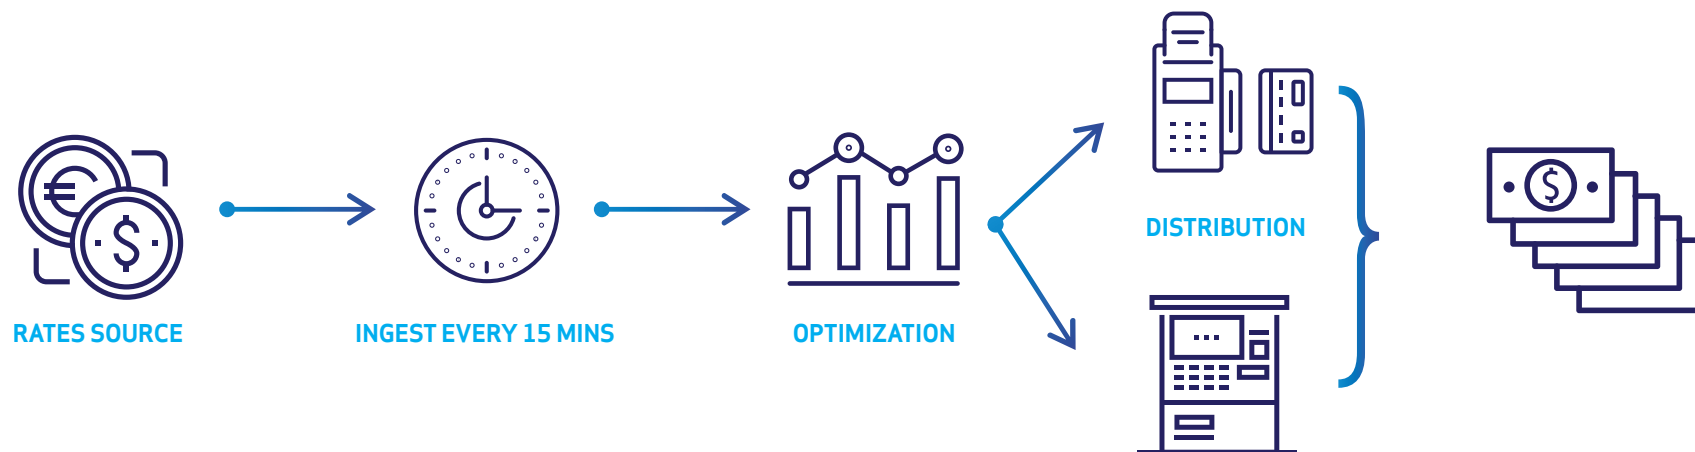 RATES SOURCE
INGEST EVERY 15 MINS
OPTIMIZATION
DISTRIBUTION